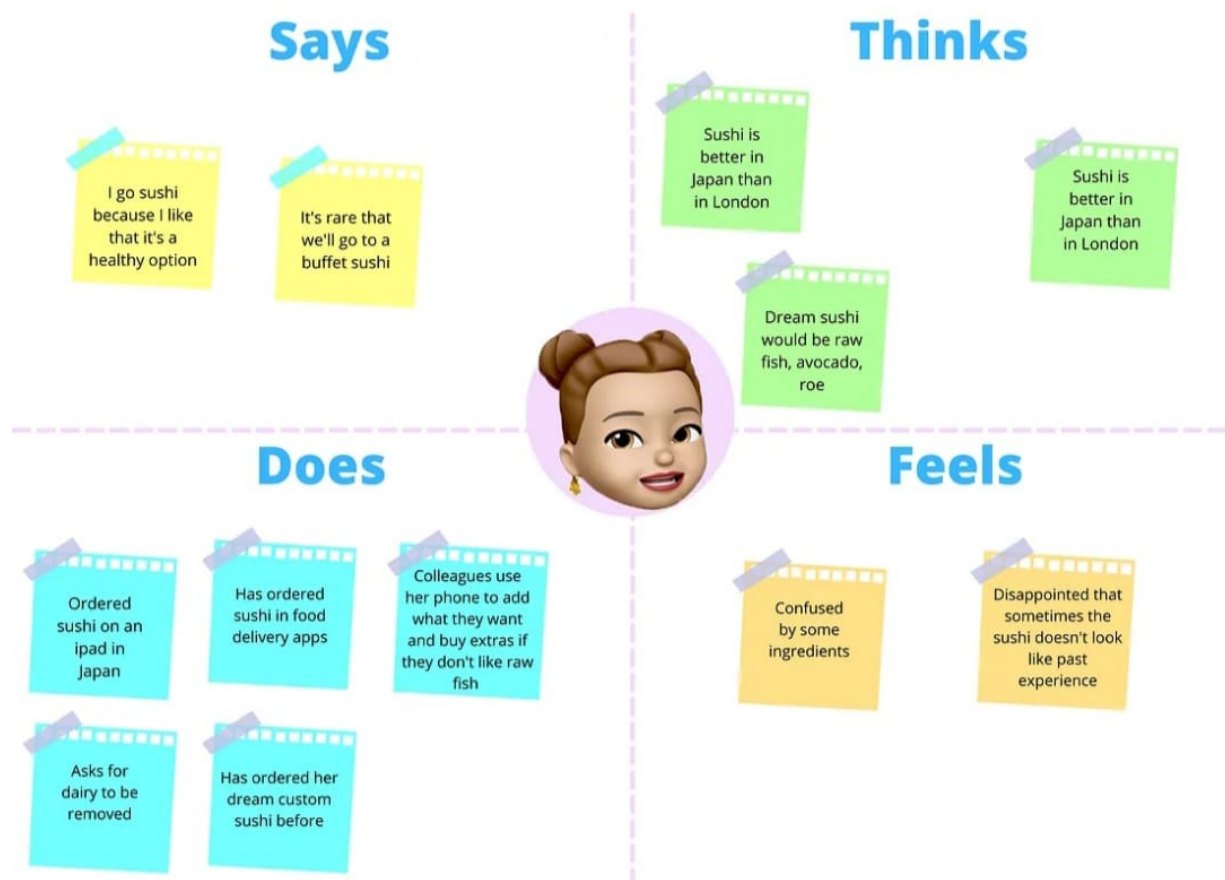 Says
I go sushi
because I like
that it's a
healthy option
It's rare that
we'll go to a
buffet sushi
Thinks
Sushi is
better in
Japan than
in London
Sushi is
better in
Japan than
in London
Dream sushi
would be raw
fish, avocado,
roe
Does
Ordered
sushi on an
ipad in
Japan
Has ordered
sushi in food
delivery apps
Colleagues use
her phone to add
what they want
and buy extras if
they don't like raw
fish
Asks for
dairy to be
removed
Has ordered her
dream custom
sushi before
Feels
Confused
by some
ingredients
Disappointed that
sometimes the
sushi doesn't look
like past
experience